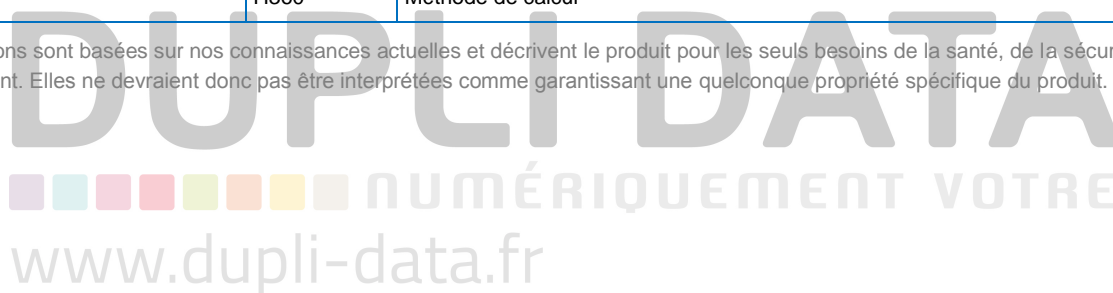 Méthode de calcul
ons sont basées sur nos connaissances actuelles et décrivent le produit pour les seuls besoins de la santé, de la sécur
nt. Elles ne devraient donc pas être interprétées comme garantissant une quelconque propriété spécifique du produit.
DUPLI DATA
NUMÉRIQUEMENT VOTRE
www.dupli-data.fr